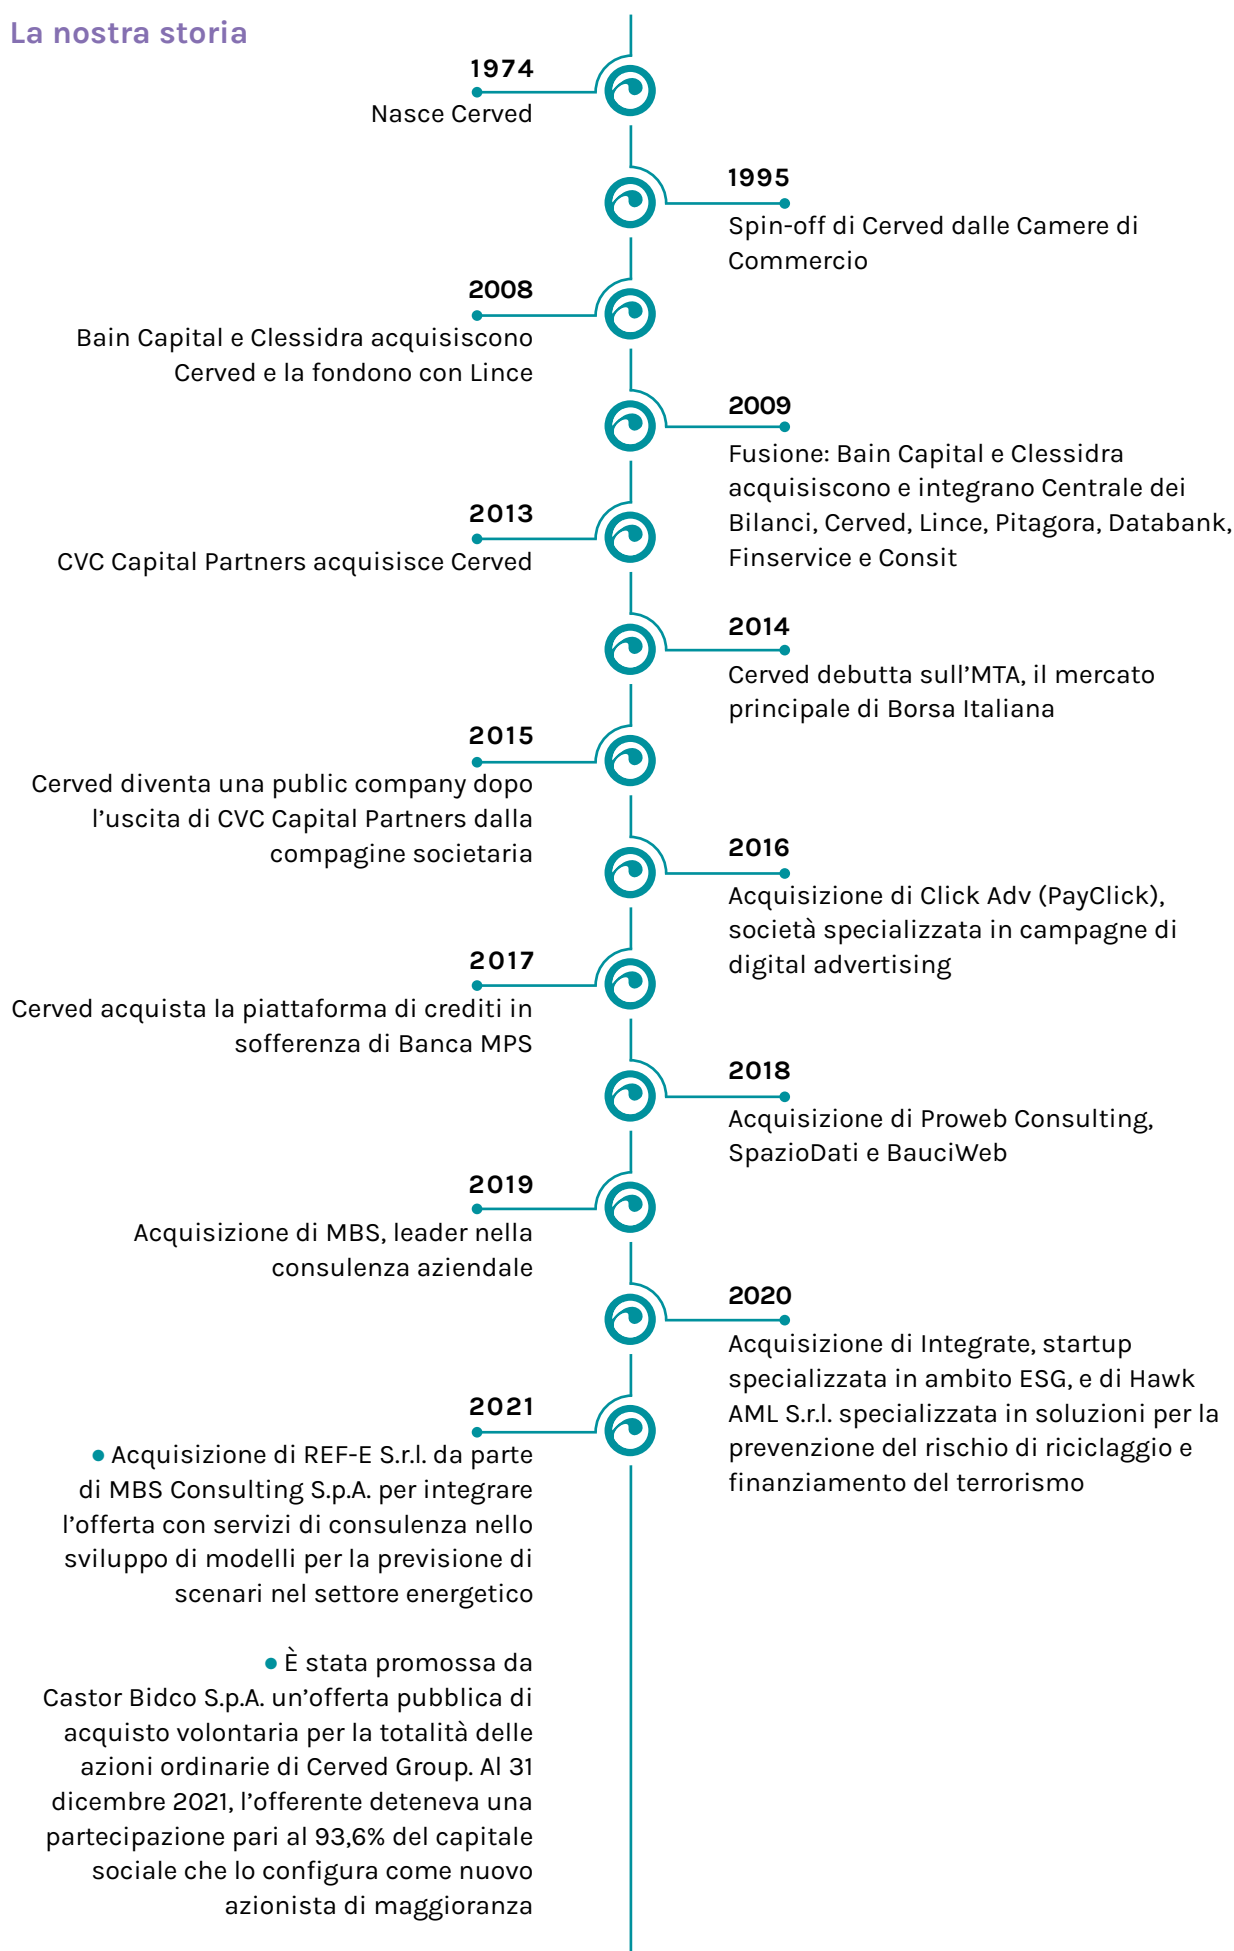 La nostra storia
1974
Nasce Cerved
1995
Spin-off di Cerved dalle Camere di
Commercio
2008
Bain Capital e Clessidra acquisiscono
Cerved e la fondono con Lince
2009
Fusione: Bain Capital e Clessidra
acquisiscono e integrano Centrale dei
Bilanci, Cerved, Lince, Pitagora, Databank,
Finservice e Consit
2013
CVC Capital Partners acquisisce Cerved
2014
Cerved debutta sull’MTA, il mercato
principale di Borsa Italiana
2015
Cerved diventa una public company dopo
l’uscita di CVC Capital Partners dalla
compagine societaria
2016
Acquisizione di Click Adv (PayClick),
società specializzata in campagne di
digital advertising
2017
Cerved acquista la piattaforma di crediti in
sofferenza di Banca MPS
2018
Acquisizione di Proweb Consulting,
SpazioDati e BauciWeb
2019
Acquisizione di MBS, leader nella
consulenza aziendale
2020
Acquisizione di Integrate, startup
specializzata in ambito ESG, e di Hawk
AML S.r.l. specializzata in soluzioni per la
prevenzione del rischio di riciclaggio e
finanziamento del terrorismo
2021
• Acquisizione di REF-E S.r.l. da parte
di MBS Consulting S.p.A. per integrare
l’offerta con servizi di consulenza nello
sviluppo di modelli per la previsione di
scenari nel settore energetico
• È stata promossa da
Castor Bidco S.p.A. un’offerta pubblica di
acquisto volontaria per la totalità delle
azioni ordinarie di Cerved Group. Al 31
dicembre 2021, l’offerente deteneva una
partecipazione pari al 93,6% del capitale
sociale che lo configura come nuovo
azionista di maggioranza